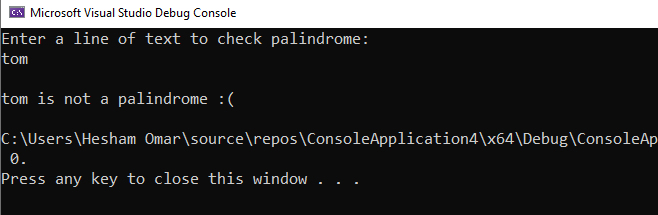 Microsoft Visual Studio Debug Console
Enter a line of text to check palindrome:
tom
tom is not a palindrome :(
C:\Users\Hesham Omar\source\repos\ConsoleApplication4\x64\Debug\ConsoleAp
0.
Press any key to close this window . . .